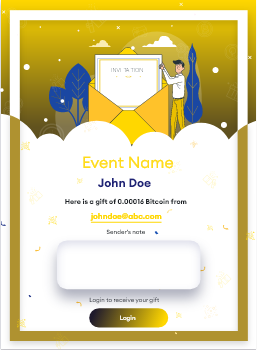 INVITATION
Event Name
John Doe
Here is a gift of 0.00016 Bitcoin from
johndoe@abc.com
Sender's note
Login to receive your gift
Login